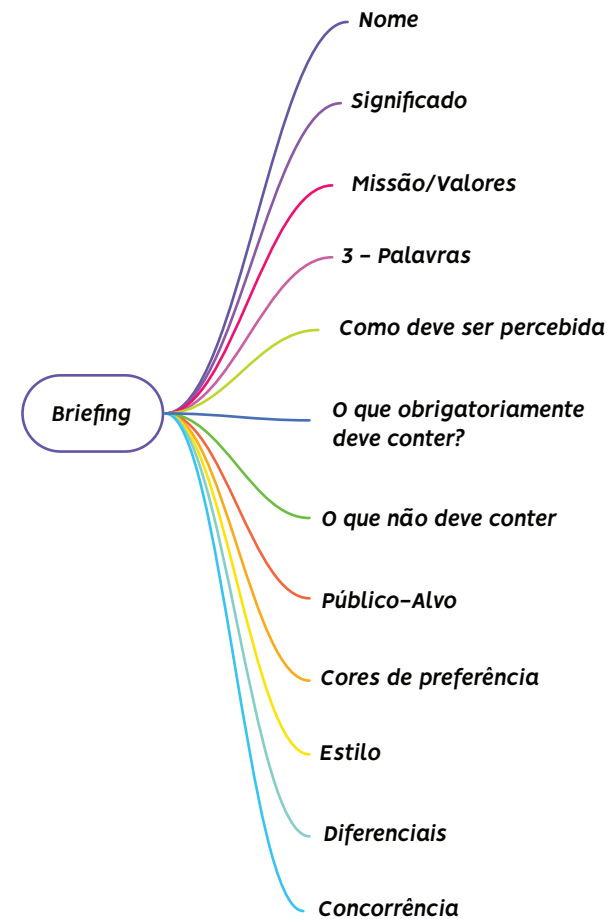 Nome
Significado
Missão/Valores
3 - Palavras
Como deve ser percebida
Briefing
O que obrigatoriamente
deve conter?
O que não deve conter
Público-Alvo
Cores de preferência
Estilo
Diferenciais
Concorrência